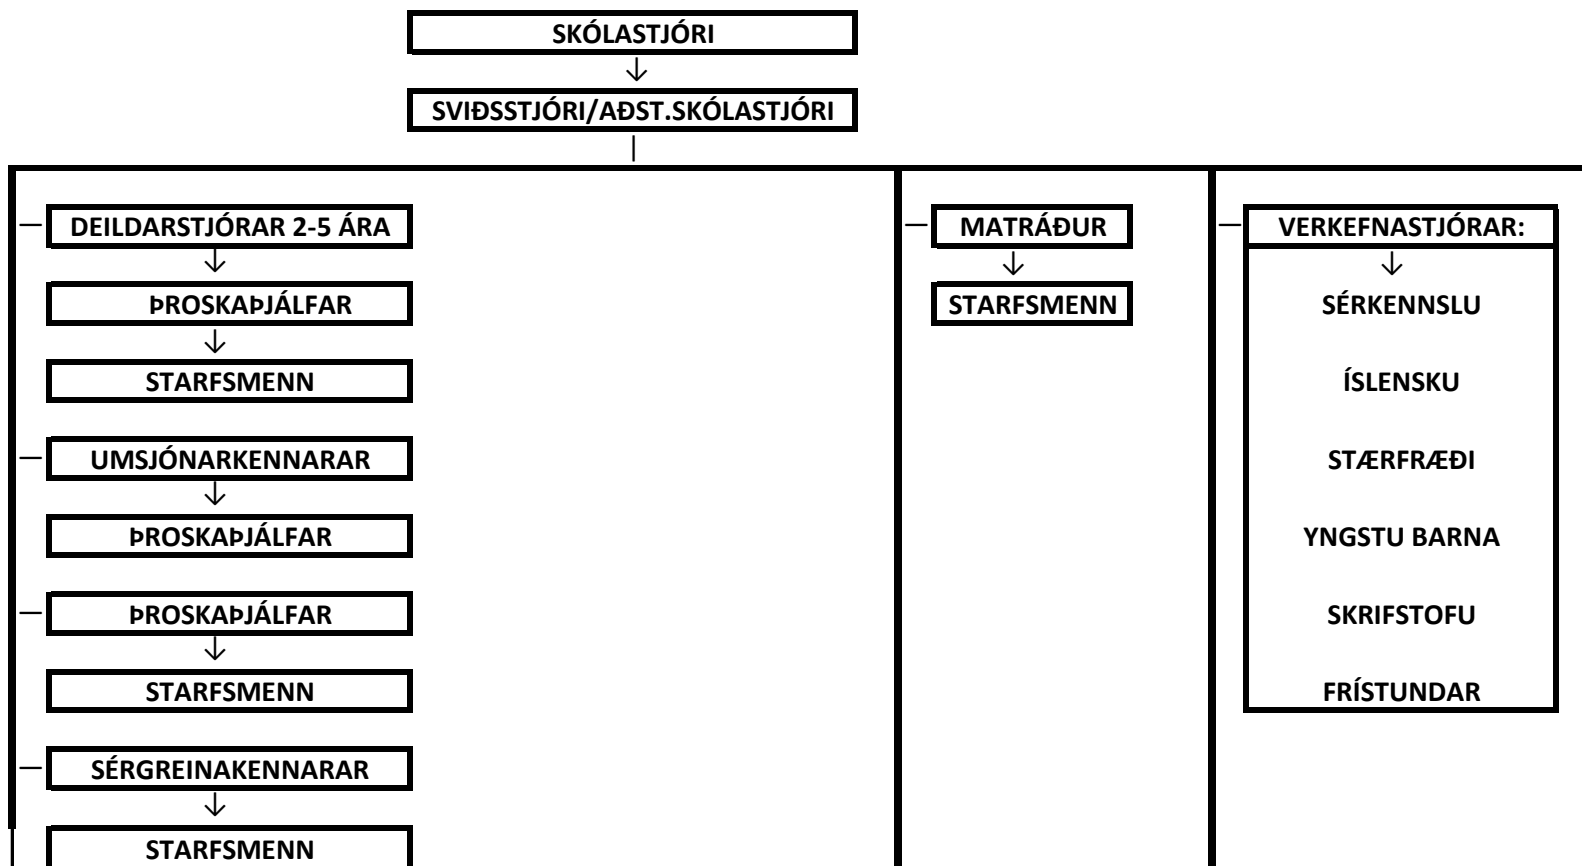 SKÓLASTJÓRI
SVIÐSSTJÓRI/AÐST.SKÓLASTJÓRI
DEILDARSTJÓRAR 2-5 ÁRA
ÞROSKAÞJÁLFAR
STARFSMENN
UMSJÓNARKENNARAR
ÞROSKAÞJÁLFAR
ÞROSKAÞJÁLFAR
STARFSMENN
SÉRGREINAKENNARAR
STARFSMENN
MATRÁÐUR
STARFSMENN
VERKEFNASTJÓRAR:
SÉRKENNSLU
ÍSLENSKU
STÆRFRÆÐI
YNGSTU BARNA
SKRIFSTOFU
FRÍSTUNDAR